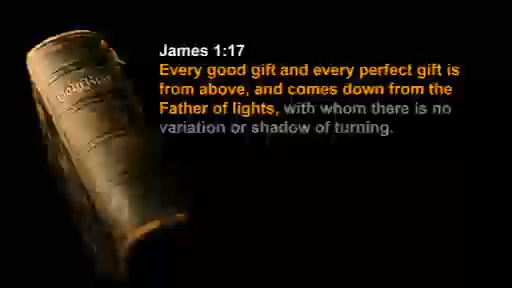 James 1:17
Every good gift and every perfect gift is
from above, and comes down from the
Father of lights, with whom there is no
variation or shadow of turning.